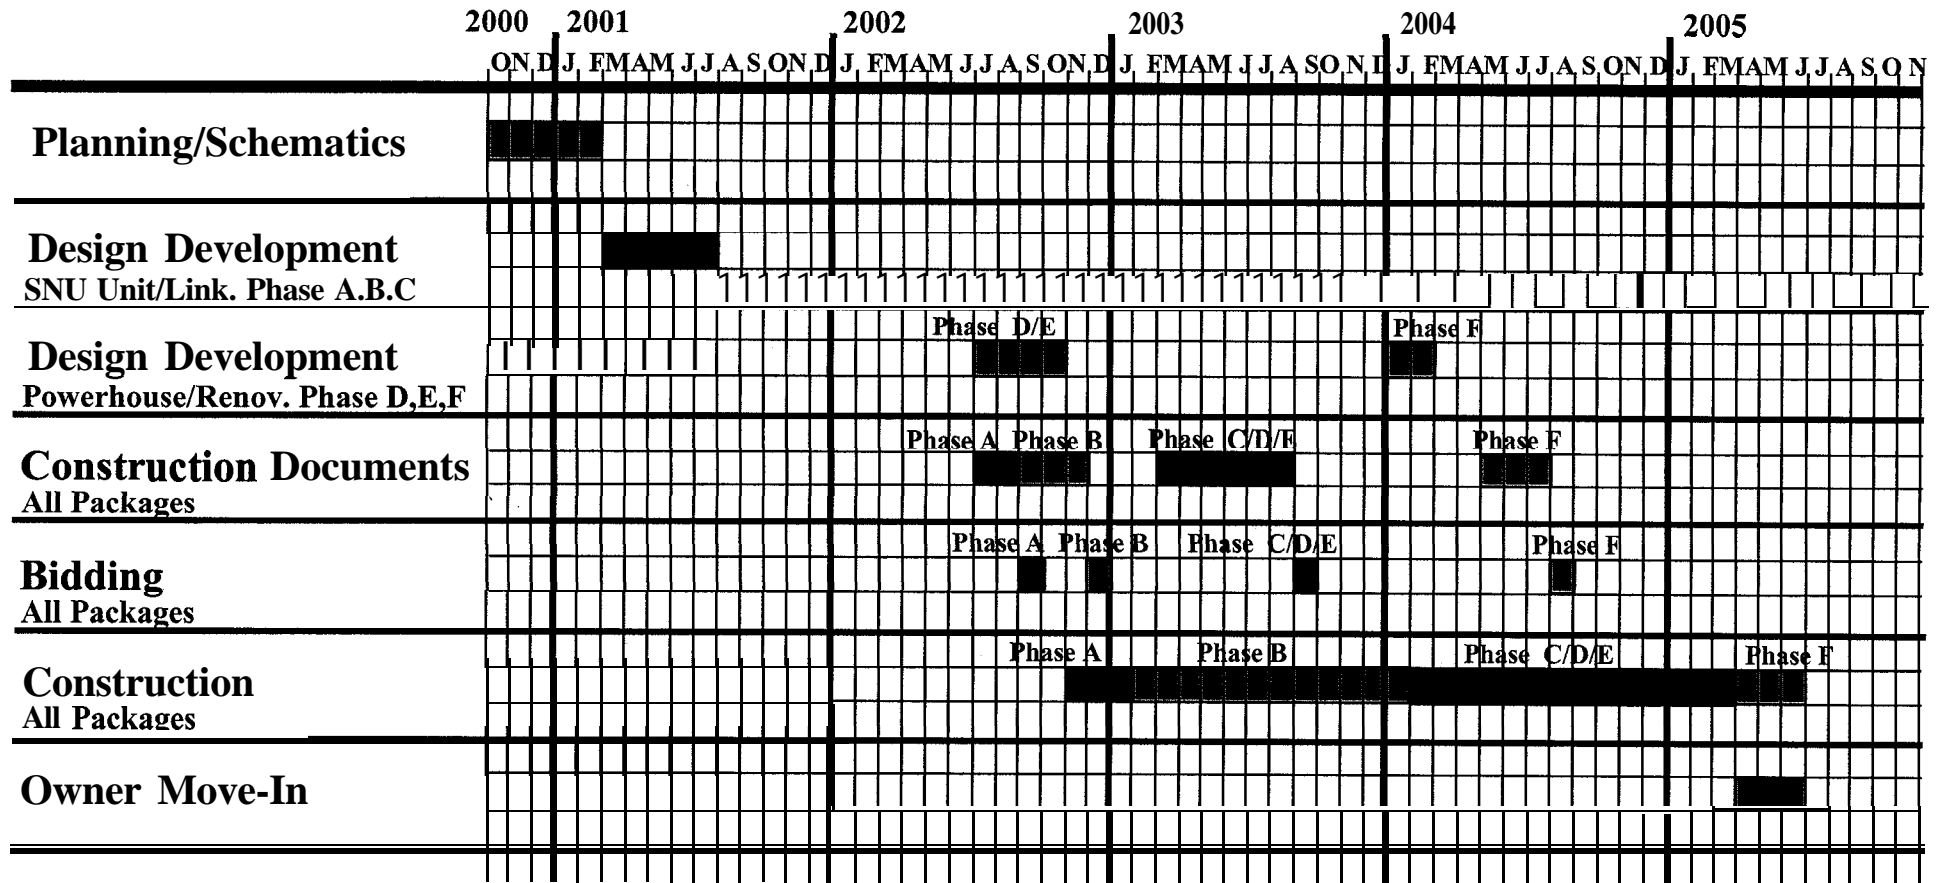 2000 2001 2002 2003 2004 2005
O N D J F M A M J J A S O N D J F M A M J J A S O N D J F M A M J J A S O N D J F M A M J J A S O N D J F M A M J J A S O N
Planning/Schematics
Design Development
SNU Unit/Link. Phase A.B.C
Phase D/E Phase F
Design Development
Powerhouse/Renov. Phase D,E,F
Phase A Phase B Phase C/D/E Phase F
Construction Documents
All Packages
Phase A Phase B Phase C/D/E Phase F
Bidding
All Packages
Phase A Phase B Phase C/D/E Phase F
Construction
All Packages
Owner Move-In